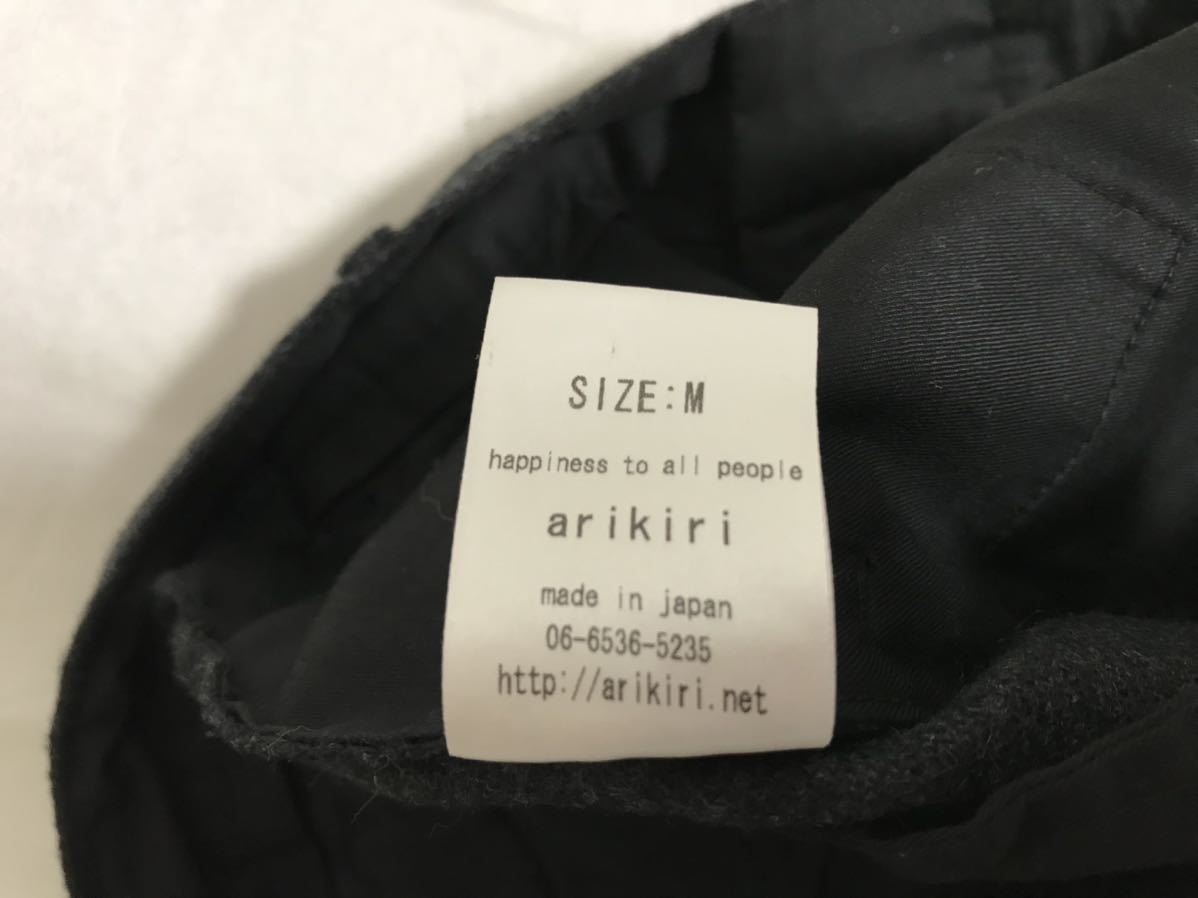 SIZE:M
happiness to all people
arikiri
made in japan
06-6536-5235
http://arikiri.net